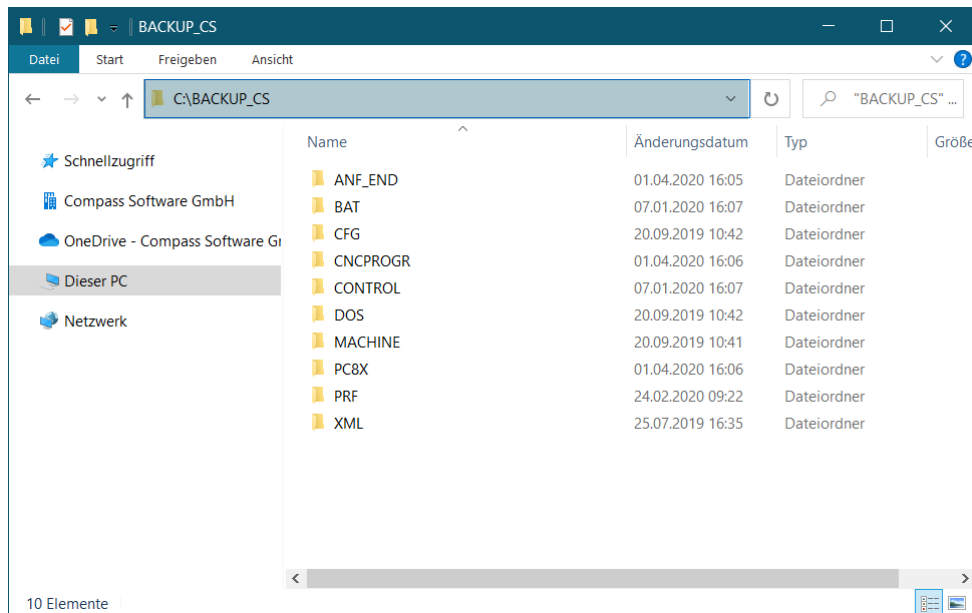 BACKUP_CS
Datei Start Freigeben Ansicht ?
C:\BACKUP_CS "BACKUP_CS" ...
Name Änderungsdatum Typ Größe
Schnellzugriff
Compass Software GmbH
OneDrive - Compass Software Gr
Dieser PC
Netzwerk
ANF_END 01.04.2020 16:05 Dateiordner
BAT 07.01.2020 16:07 Dateiordner
CFG 20.09.2019 10:42 Dateiordner
CNCPROGR 01.04.2020 16:06 Dateiordner
CONTROL 07.01.2020 16:07 Dateiordner
DOS 20.09.2019 10:42 Dateiordner
MACHINE 20.09.2019 10:41 Dateiordner
PC8X 01.04.2020 16:06 Dateiordner
PRF 24.02.2020 09:22 Dateiordner
XML 25.07.2019 16:35 Dateiordner
10 Elemente